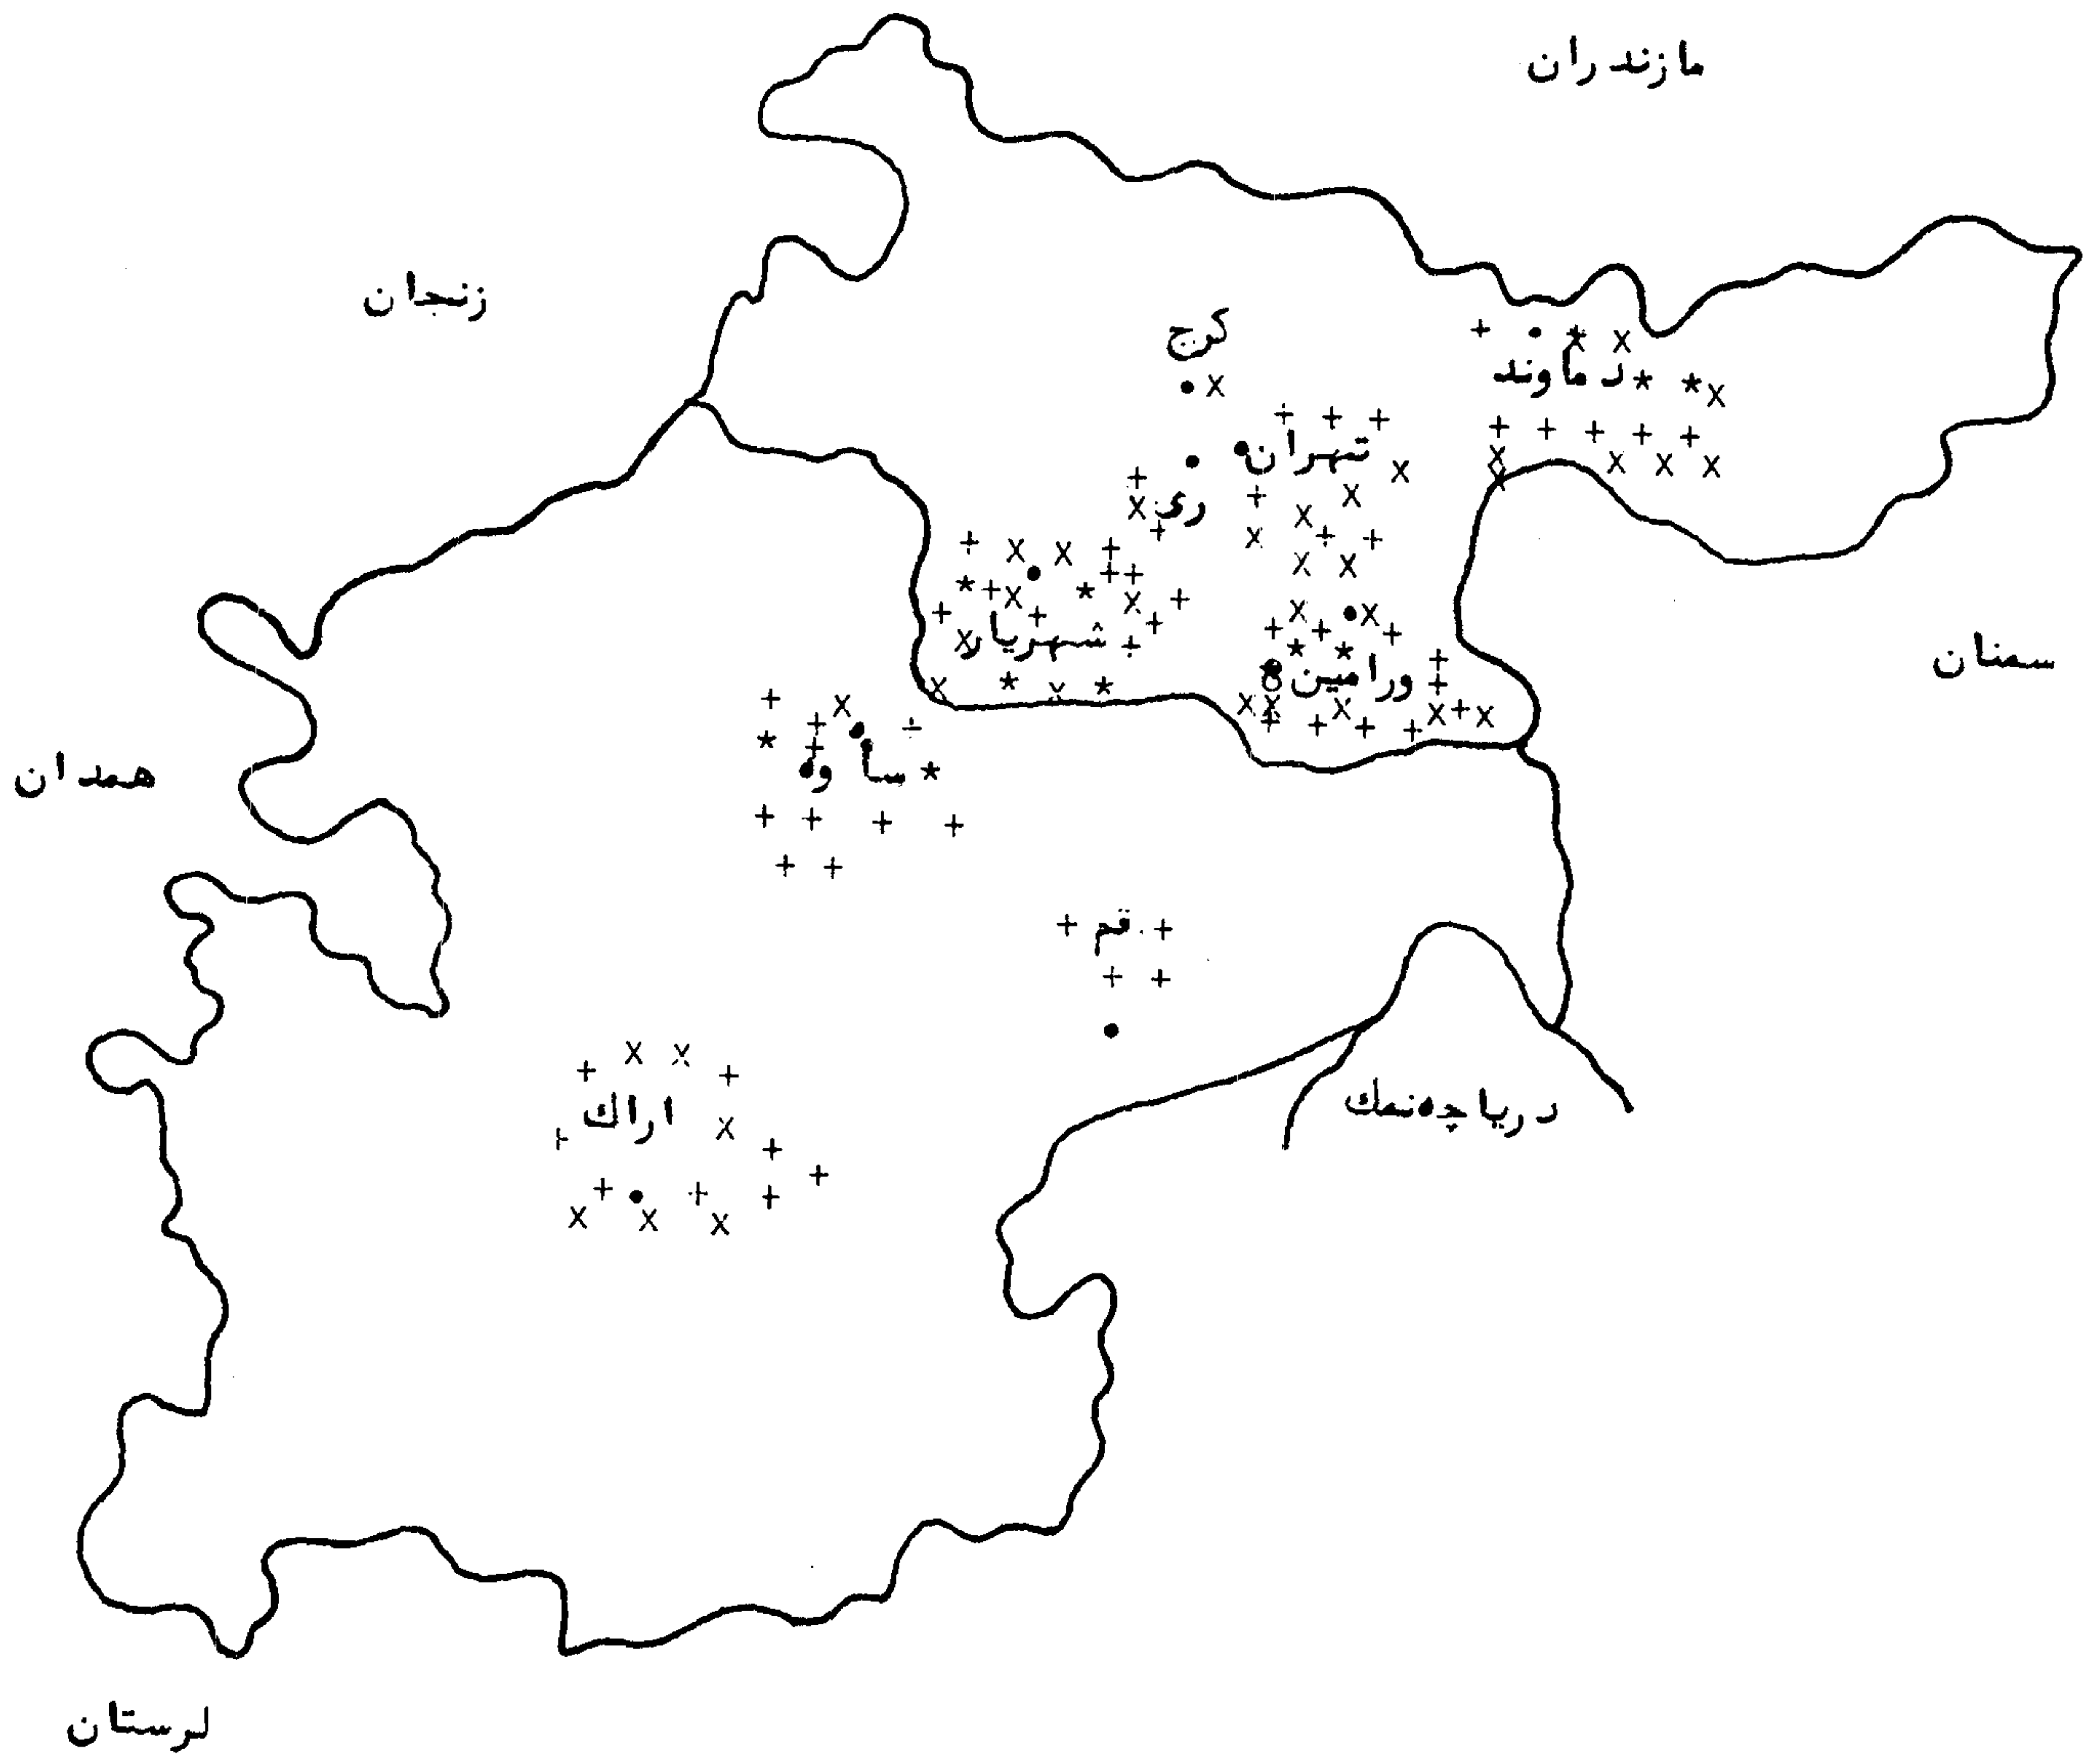 مازندران
زنجان
کرج
دماوند
تهران
ری
شهریار
ورامین
سمنان
همدان
ساوه
قم
اراك
دریاچه‌نمك
لرستان